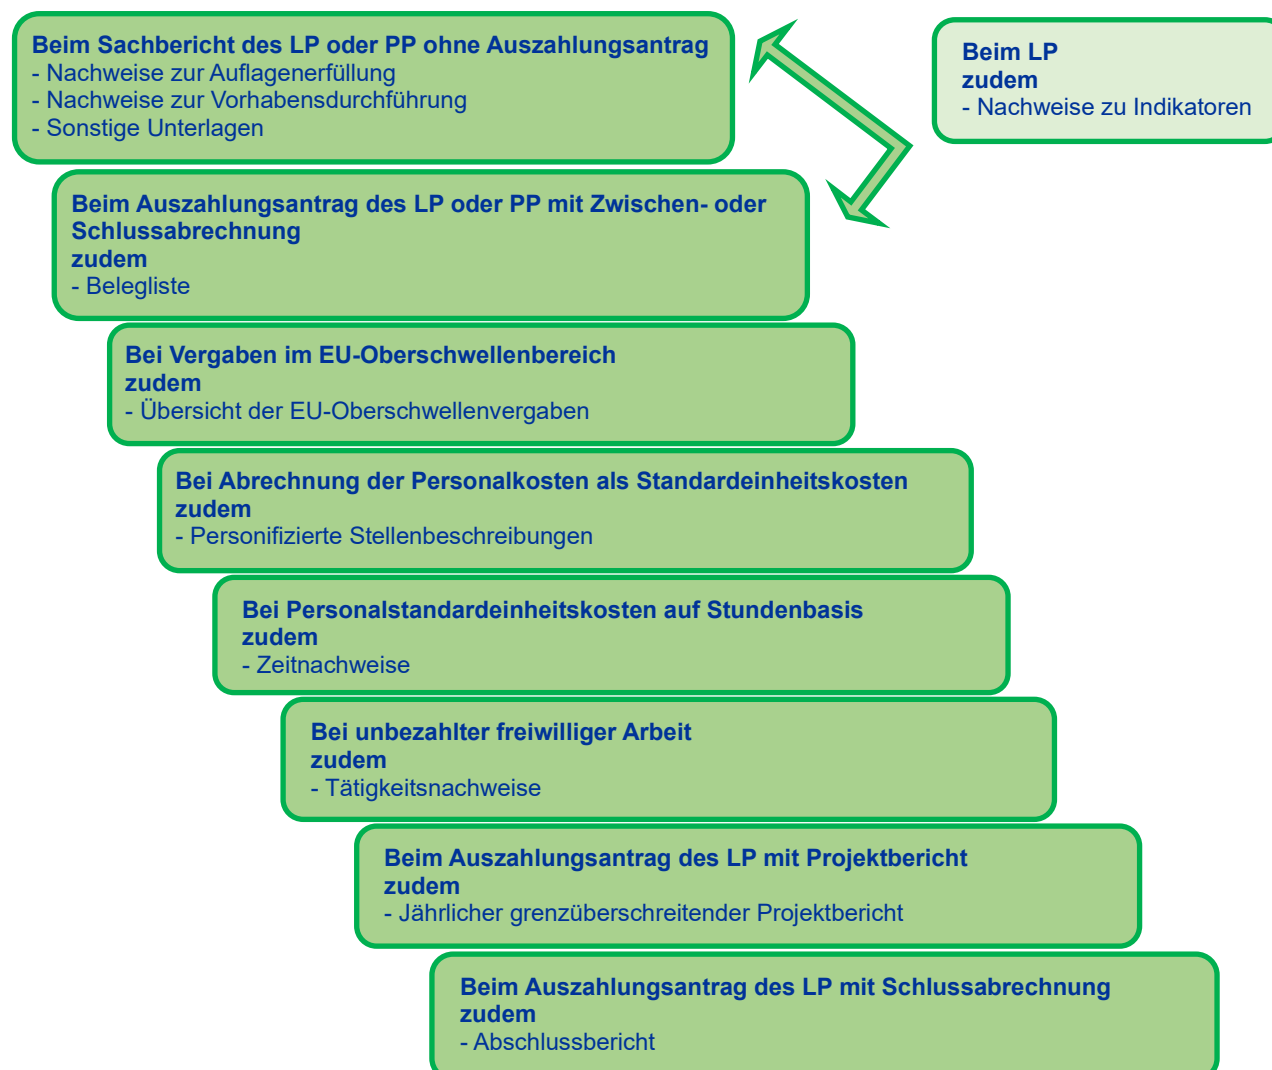 Beim Sachbericht des LP oder PP ohne Auszahlungsantrag
- Nachweise zur Auflagenerfüllung
- Nachweise zur Vorhabensdurchführung
- Sonstige Unterlagen
Beim LP
zudem
- Nachweise zu Indikatoren
Beim Auszahlungsantrag des LP oder PP mit Zwischen- oder
Schlussabrechnung
zudem
- Belegliste
Bei Vergaben im EU-Oberschwellenbereich
zudem
- Übersicht der EU-Oberschwellenvergaben
Bei Abrechnung der Personalkosten als Standardeinheitskosten
zudem
- Personifizierte Stellenbeschreibungen
Bei Personalstandardeinheitskosten auf Stundenbasis
zudem
- Zeitnachweise
Bei unbezahlter freiwilliger Arbeit
zudem
- Tätigkeitsnachweise
Beim Auszahlungsantrag des LP mit Projektbericht
zudem
- Jährlicher grenzüberschreitender Projektbericht
Beim Auszahlungsantrag des LP mit Schlussabrechnung
zudem
- Abschlussbericht